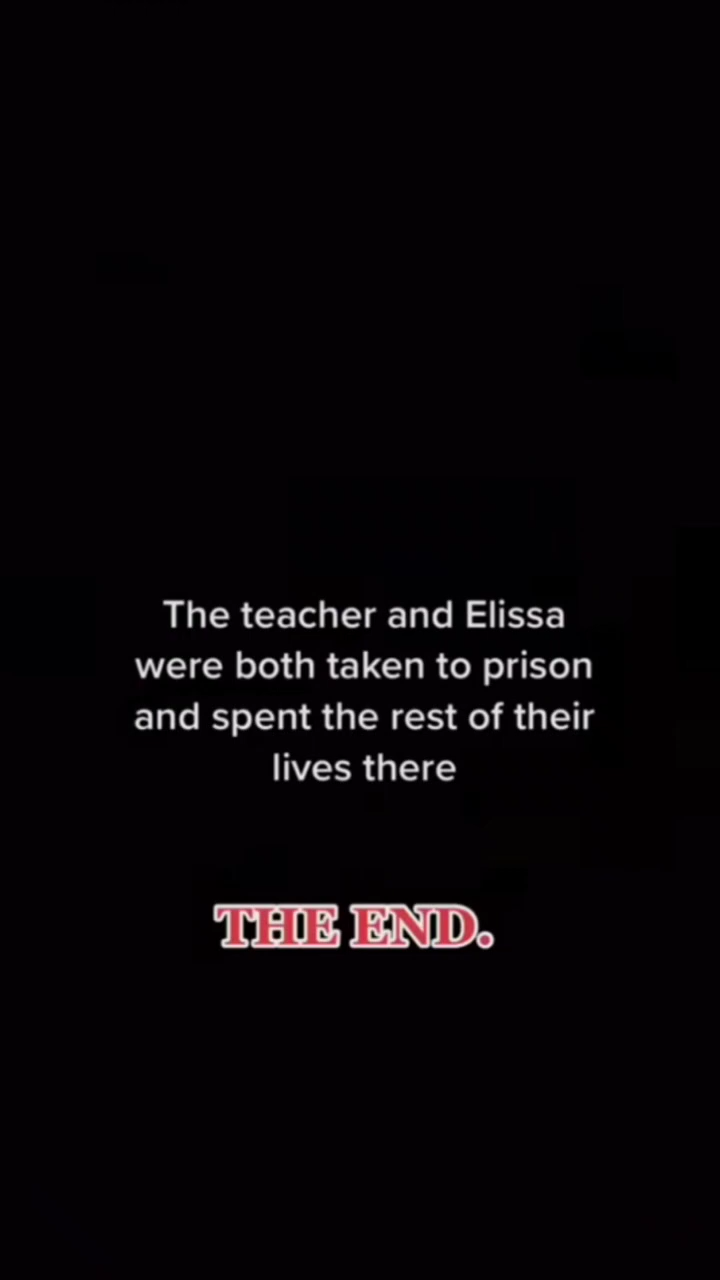 The teacher and Elissa
were both taken to prison
and spent the rest of their
lives there
THE END.